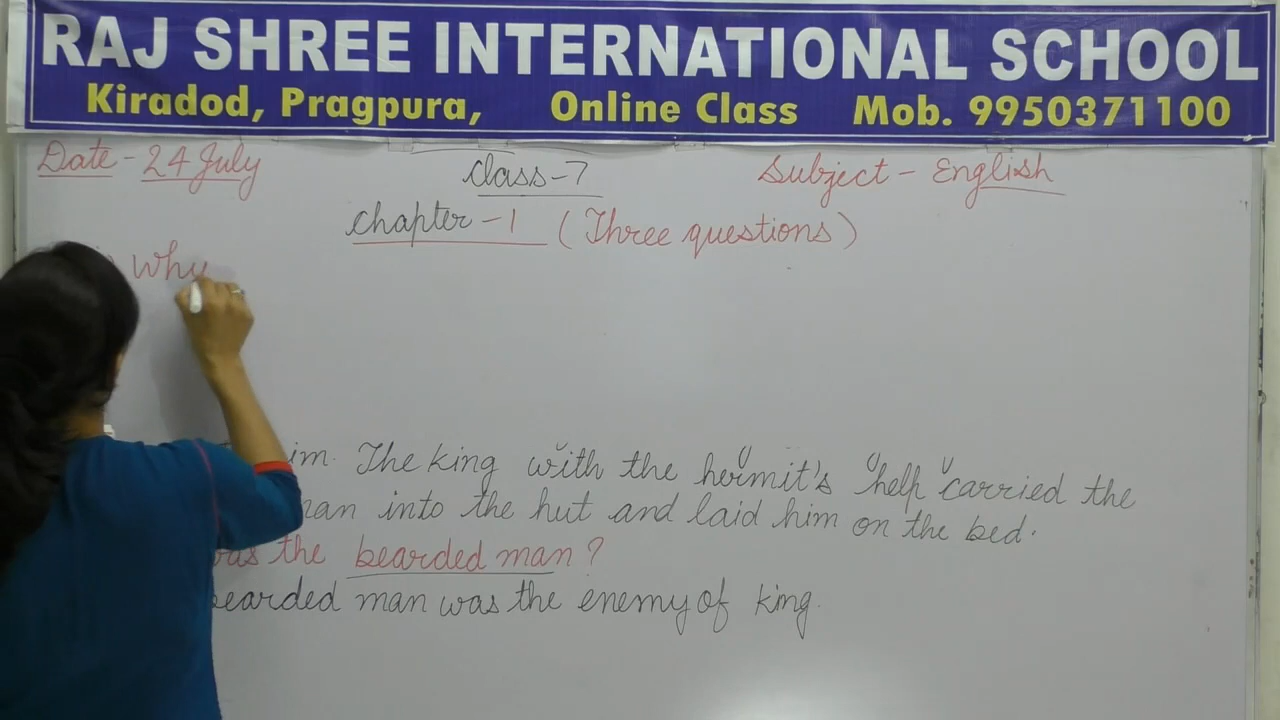 RAJ SHREE INTERNATIONAL SCHOOL
Kiradod, Pragpura, Online Class Mob. 9950371100
Date - 24 July Class-7 Subject - English
Chapter - 1 (Three questions)
Why
The king with the hermit's help carried the
into the hut and laid him on the bed.
the bearded man?
man was the enemy of king.